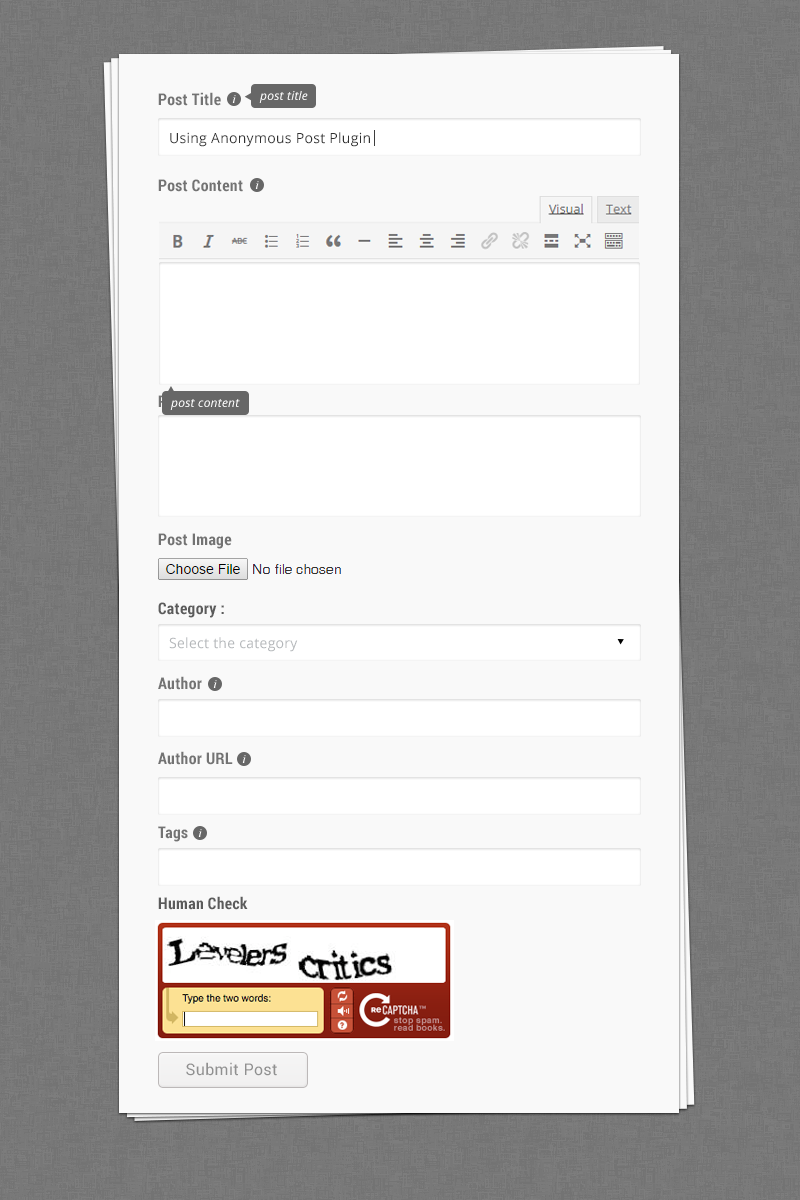 Post Title i post title
Using Anonymous Post Plugin
Post Content i
Visual Text
B I ABC
post content
Post Image
Choose File No file chosen
Category :
Select the category
Author i
Author URL i
Tags i
Human Check
Levelers critics
Type the two words:
?
reCAPTCHA™
stop spam.
read books.
Submit Post